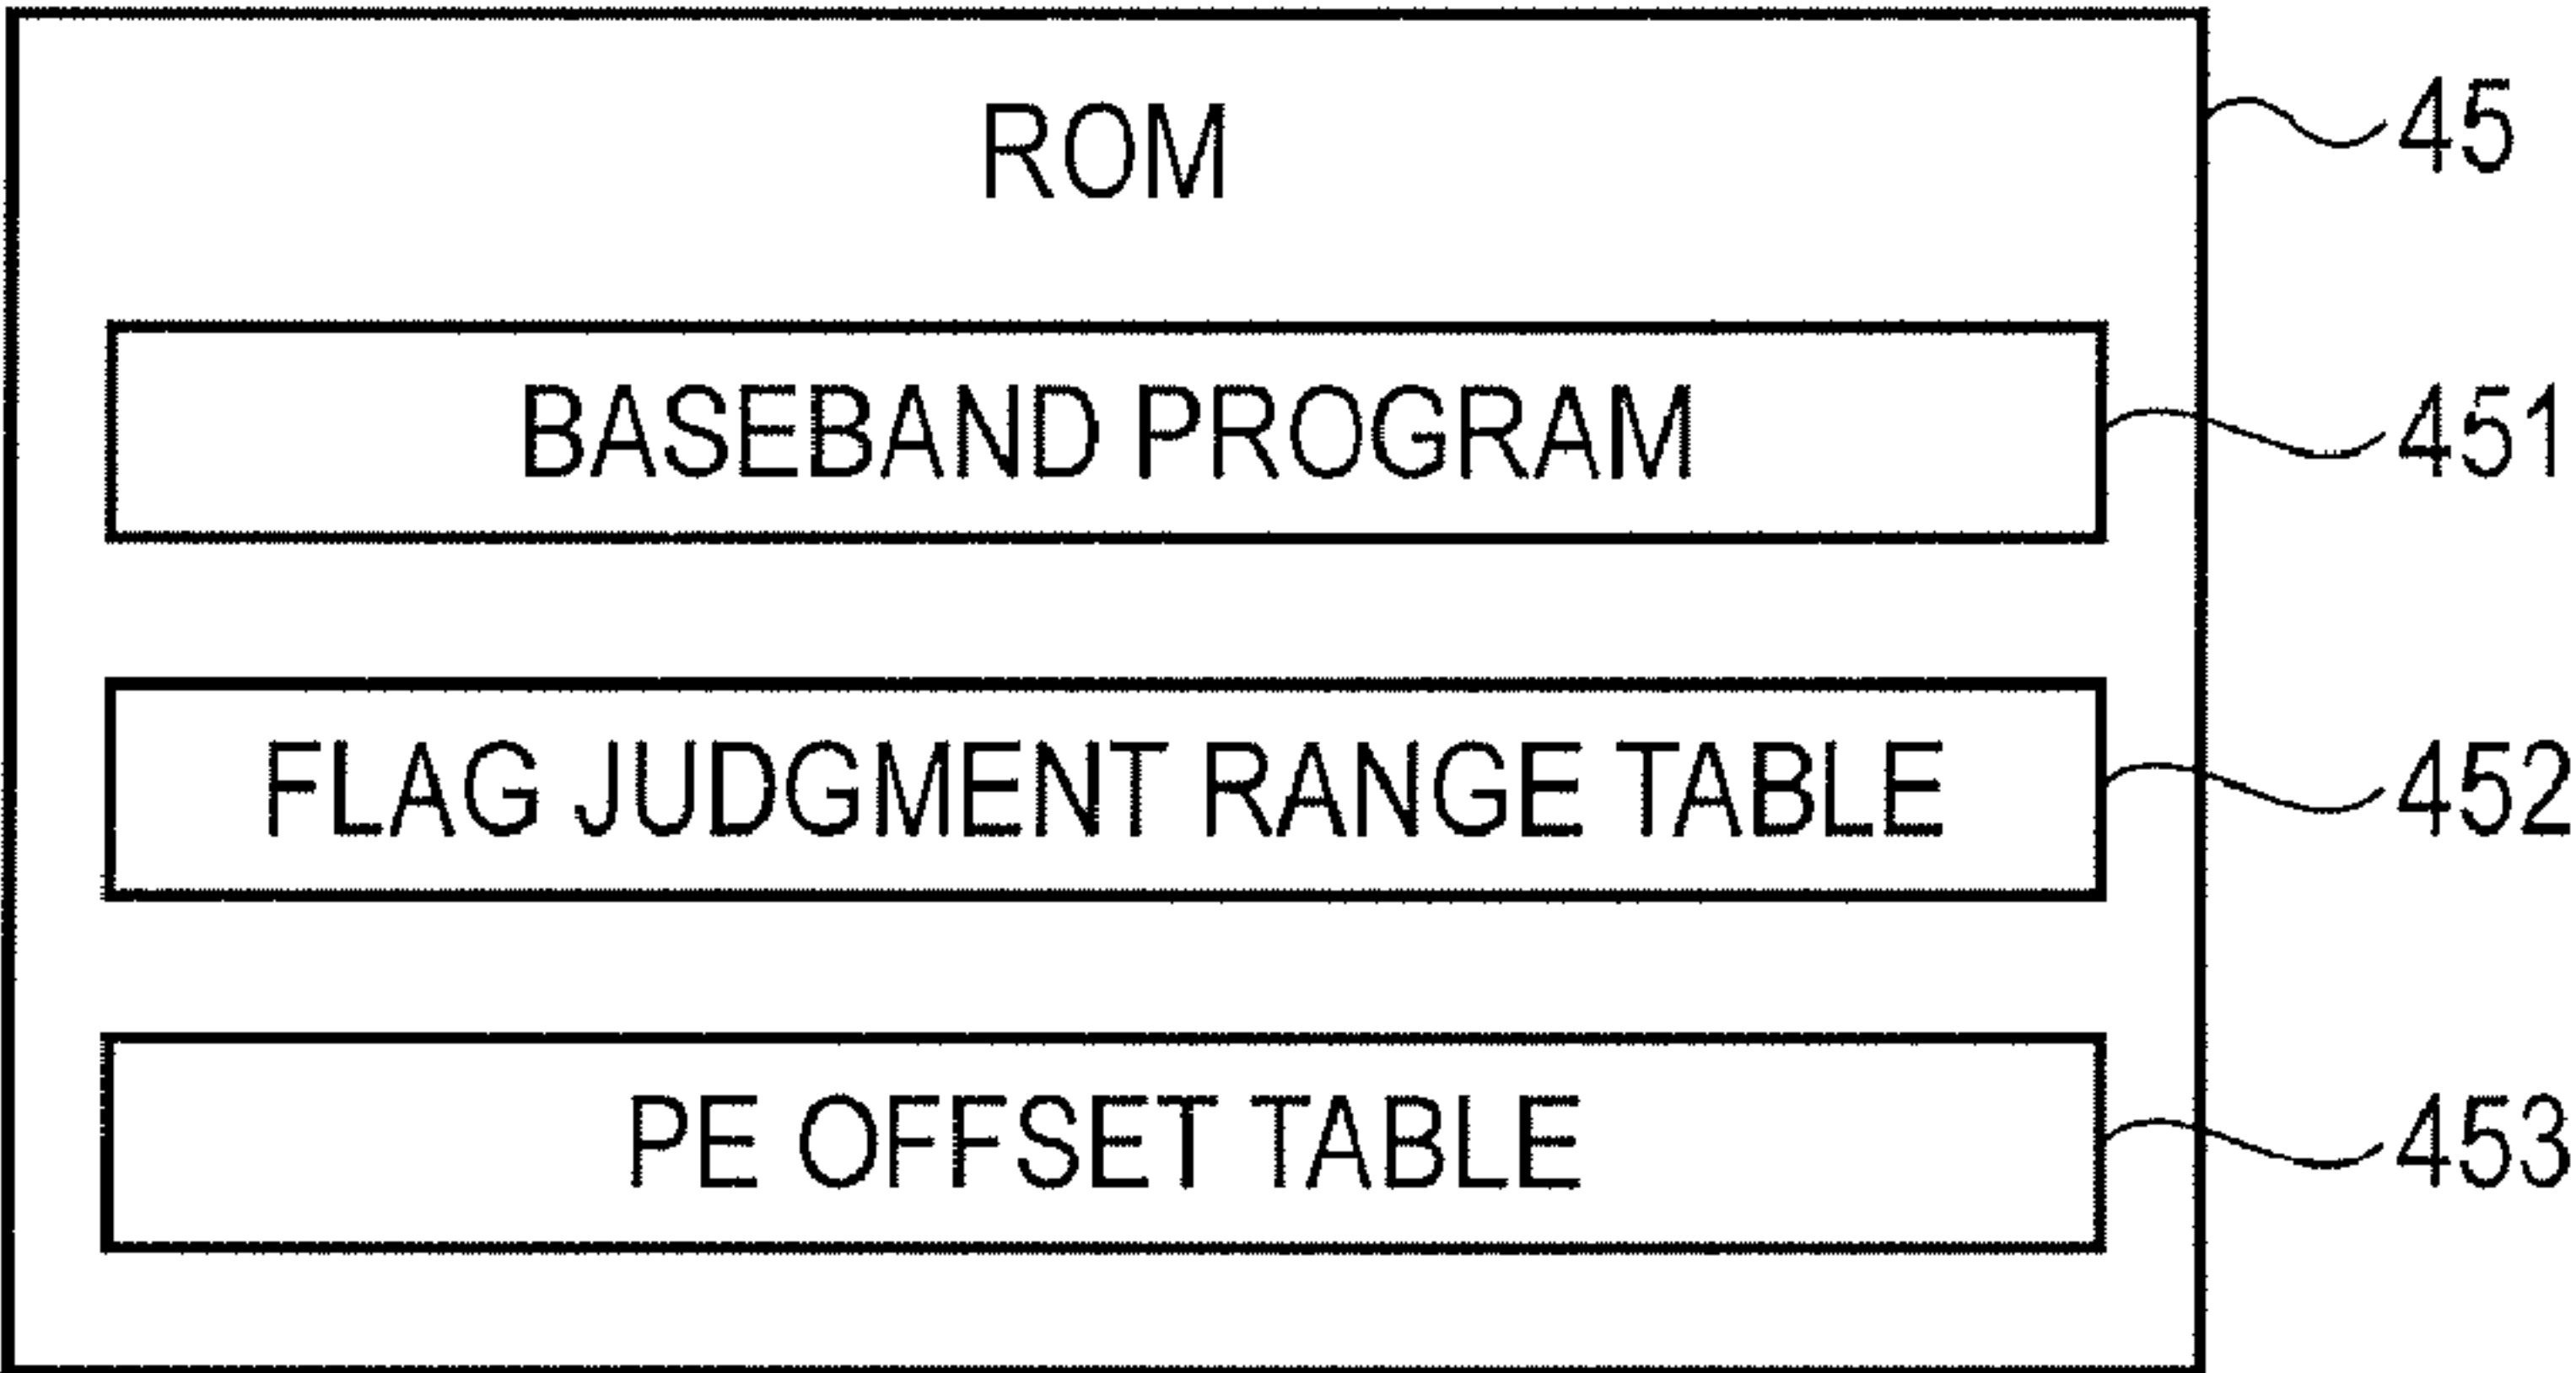 ROM
45
BASEBAND PROGRAM
451
FLAG JUDGMENT RANGE TABLE
452
PE OFFSET TABLE
453